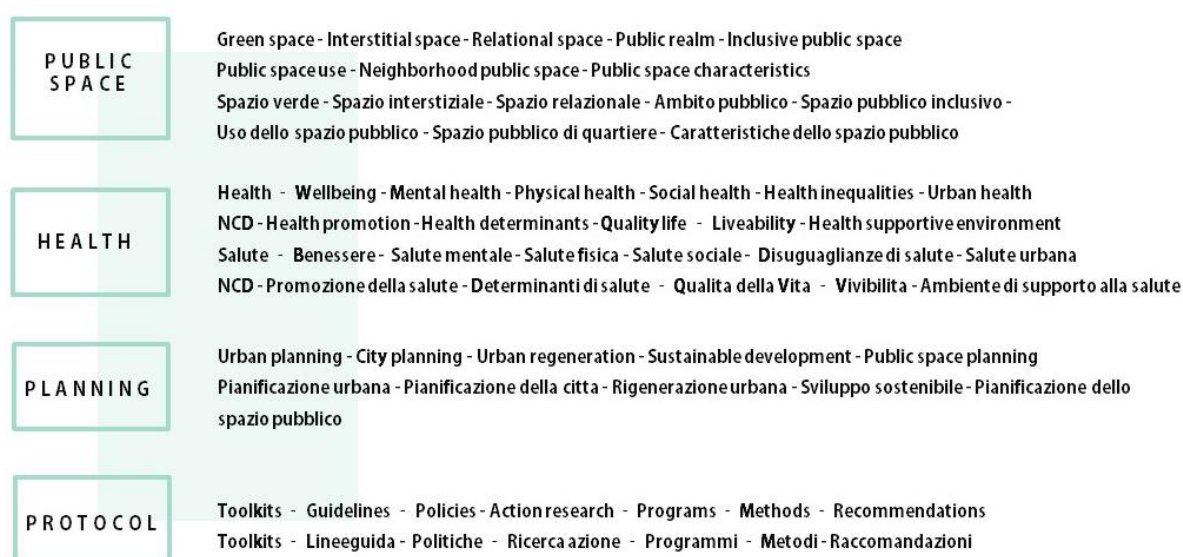 PUBLIC
SPACE
Green space - Interstitial space - Relational space - Public realm - Inclusive public space
Public space use - Neighborhood public space - Public space characteristics
Spazio verde - Spazio interstiziale - Spazio relazionale - Ambito pubblico - Spazio pubblico inclusivo -
Uso dello spazio pubblico - Spazio pubblico di quartiere - Caratteristiche dello spazio pubblico
HEALTH
Health - Wellbeing - Mental health - Physical health - Social health - Health inequalities - Urban health
NCD - Health promotion - Health determinants - Quality life - Liveability - Health supportive environment
Salute - Benessere - Salute mentale - Salute fisica - Salute sociale - Disuguaglianze di salute - Salute urbana
NCD - Promozione della salute - Determinanti di salute - Qualita della Vita - Vivibilita - Ambiente di supporto alla salute
PLANNING
Urban planning - City planning - Urban regeneration - Sustainable development - Public space planning
Pianificazione urbana - Pianificazione della citta - Rigenerazione urbana - Sviluppo sostenibile - Pianificazione dello
spazio pubblico
PROTOCOL
Toolkits - Guidelines - Policies - Action research - Programs - Methods - Recommendations
Toolkits - Lineeguida - Politiche - Ricerca azione - Programmi - Metodi - Raccomandazioni